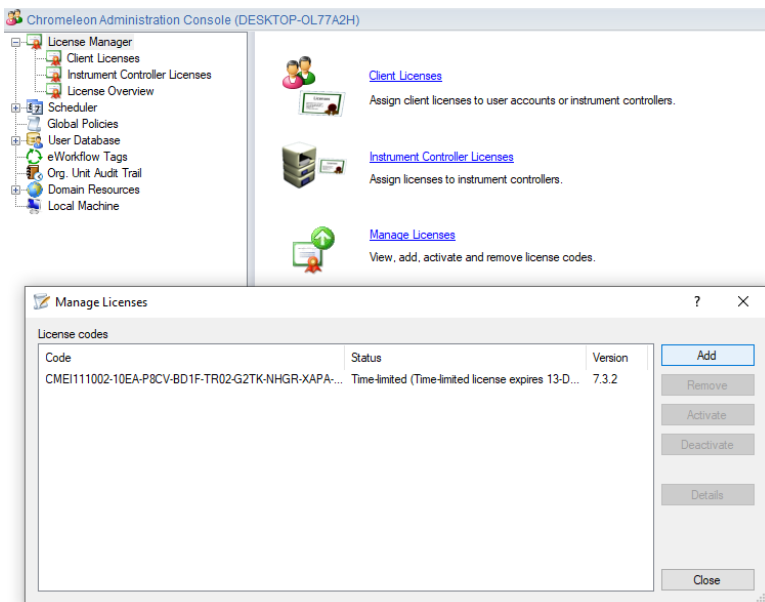 Chromeleon Administration Console (DESKTOP-OL77A2H)
License Manager
Client Licenses
Instrument Controller Licenses
License Overview
Scheduler
Global Policies
User Database
eWorkflow Tags
Org. Unit Audit Trail
Domain Resources
Local Machine
Client Licenses
Assign client licenses to user accounts or instrument controllers.
Instrument Controller Licenses
Assign licenses to instrument controllers.
Manage Licenses
View, add, activate and remove license codes.
Manage Licenses
?
License codes
Code Status Version
CMEI111002-10EA-P8CV-BD1F-TR02-G2TK-NHGR-XAPA-... Time-limited (Time-limited license expires 13-D... 7.3.2
Add
Remove
Activate
Deactivate
Details
Close